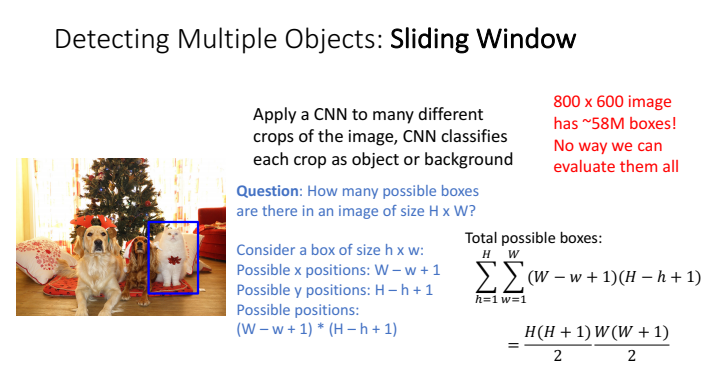 Detecting Multiple Objects: Sliding Window
Apply a CNN to many different
crops of the image, CNN classifies
each crop as object or background
800 x 600 image
has ~58M boxes!
No way we can
evaluate them all
Question: How many possible boxes
are there in an image of size H x W?
Consider a box of size h x w:
Possible x positions: W – w + 1
Possible y positions: H – h + 1
Possible positions:
(W – w + 1) * (H – h + 1)
Total possible boxes:
∑_{h=1}^{H} ∑_{w=1}^{W} (W − w + 1)(H − h + 1)
= \frac{H(H + 1)}{2} \frac{W(W + 1)}{2}